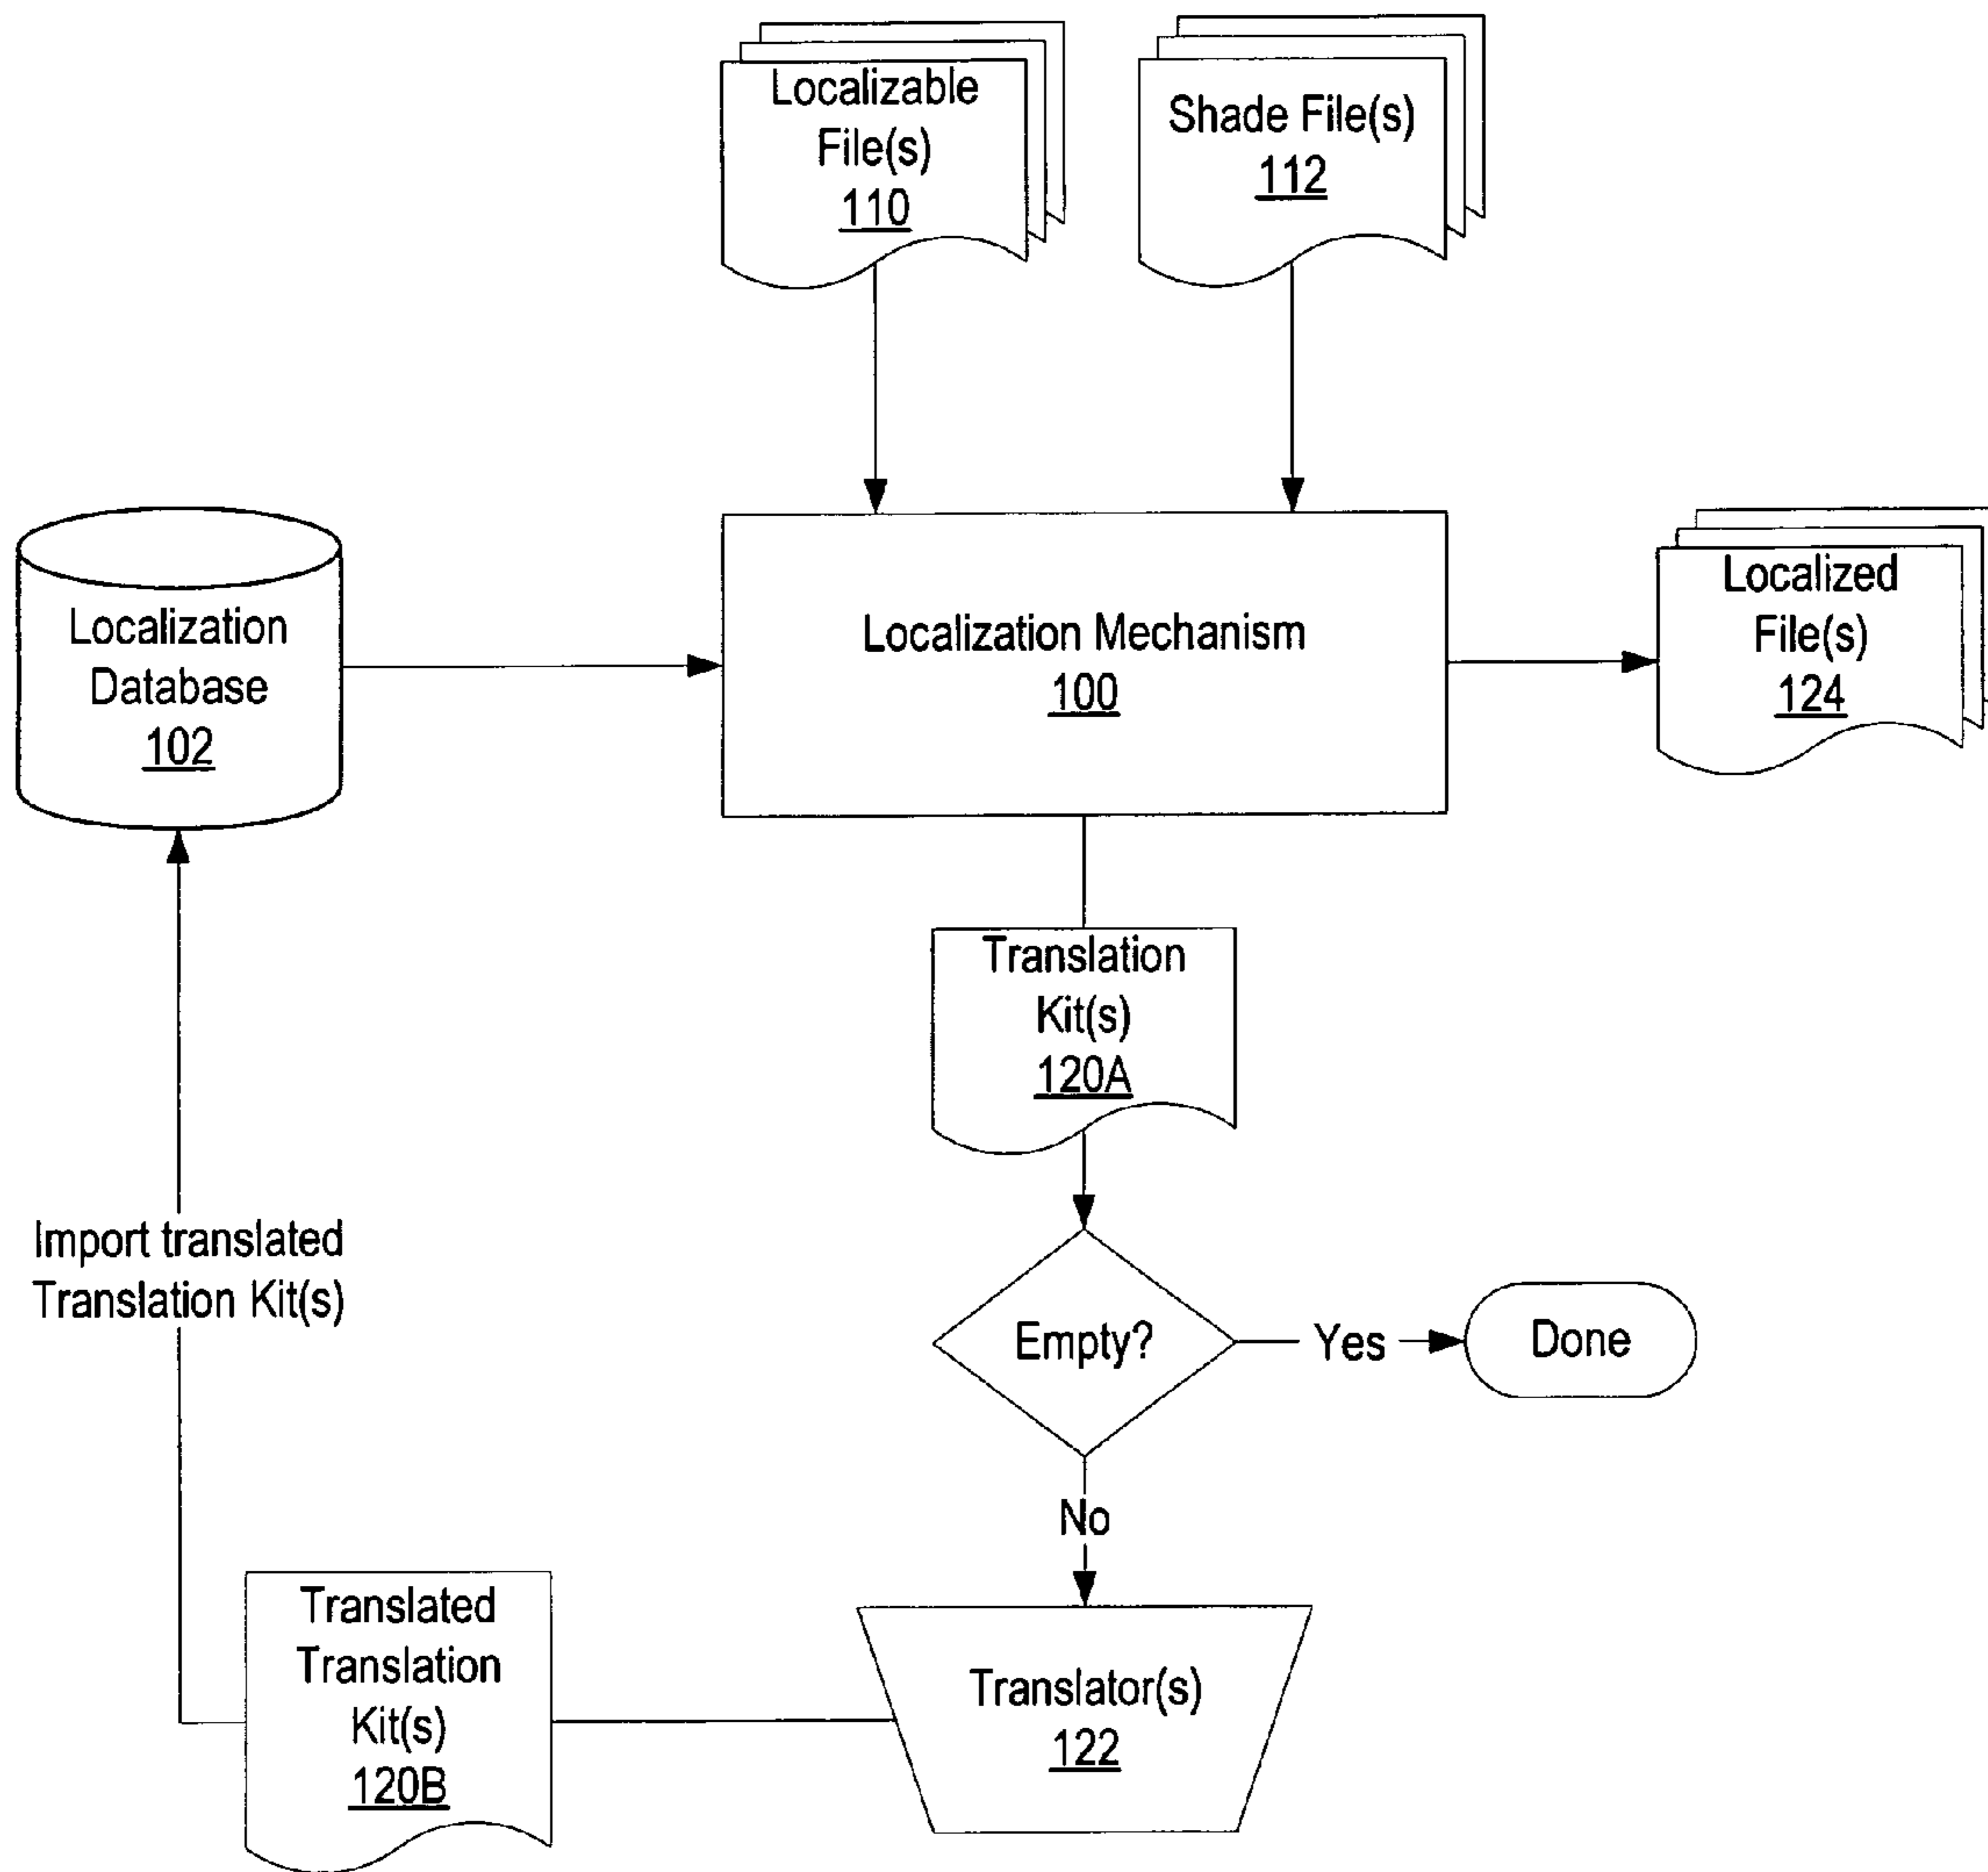 Localizable
File(s)
110
Shade File(s)
112
Localization
Database
102
Localization Mechanism
100
Localized
File(s)
124
Translation
Kit(s)
120A
Import translated
Translation Kit(s)
Empty?
Yes
Done
No
Translated
Translation
Kit(s)
120B
Translator(s)
122